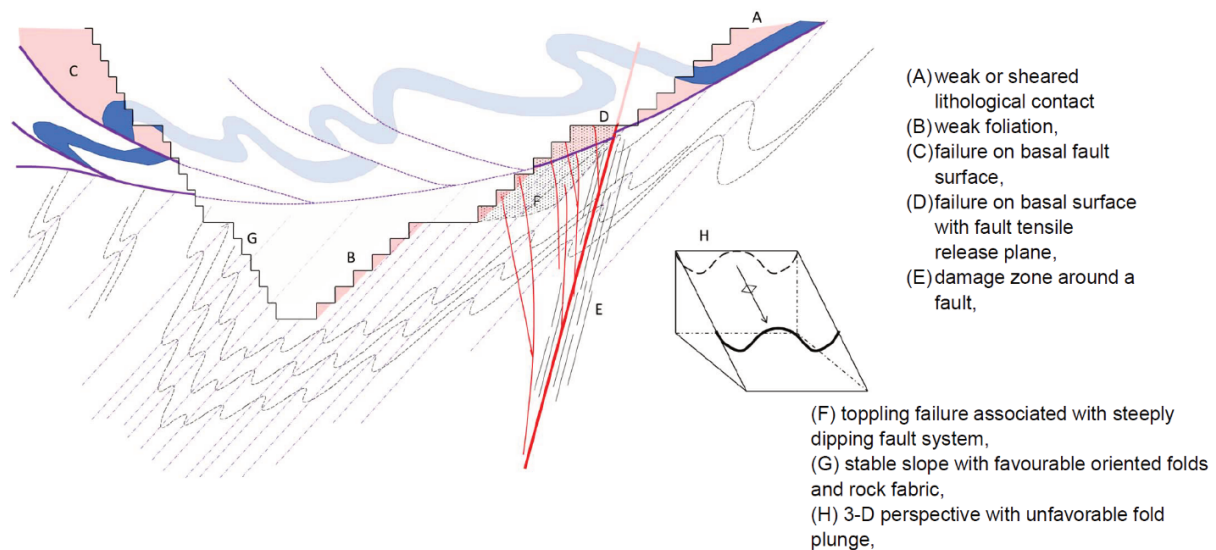 A
C
D
F
G
B
E
H
(A) weak or sheared
lithological contact
(B) weak foliation,
(C) failure on basal fault
surface,
(D) failure on basal surface
with fault tensile
release plane,
(E) damage zone around a
fault,
(F) toppling failure associated with steeply
dipping fault system,
(G) stable slope with favourable oriented folds
and rock fabric,
(H) 3-D perspective with unfavorable fold
plunge,